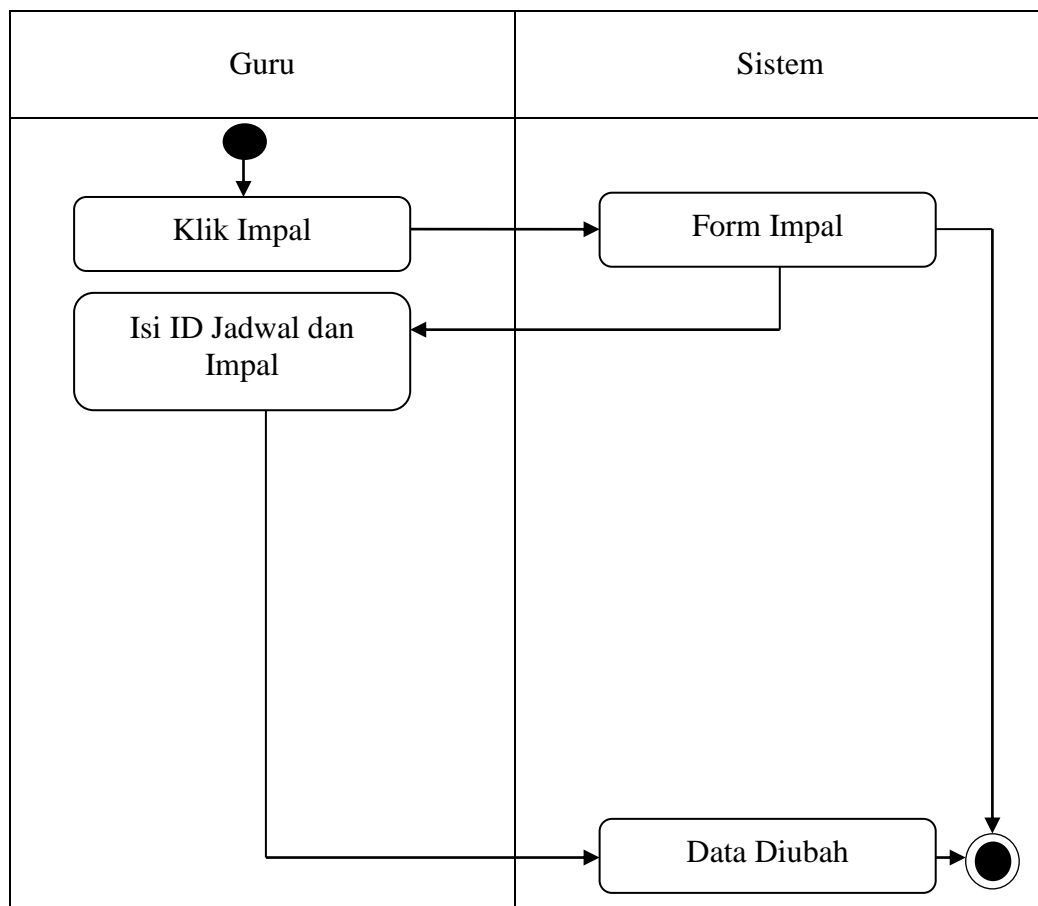 Guru
Sistem
Klik Impal
Form Impal
Isi ID Jadwal dan
Impal
Data Diubah